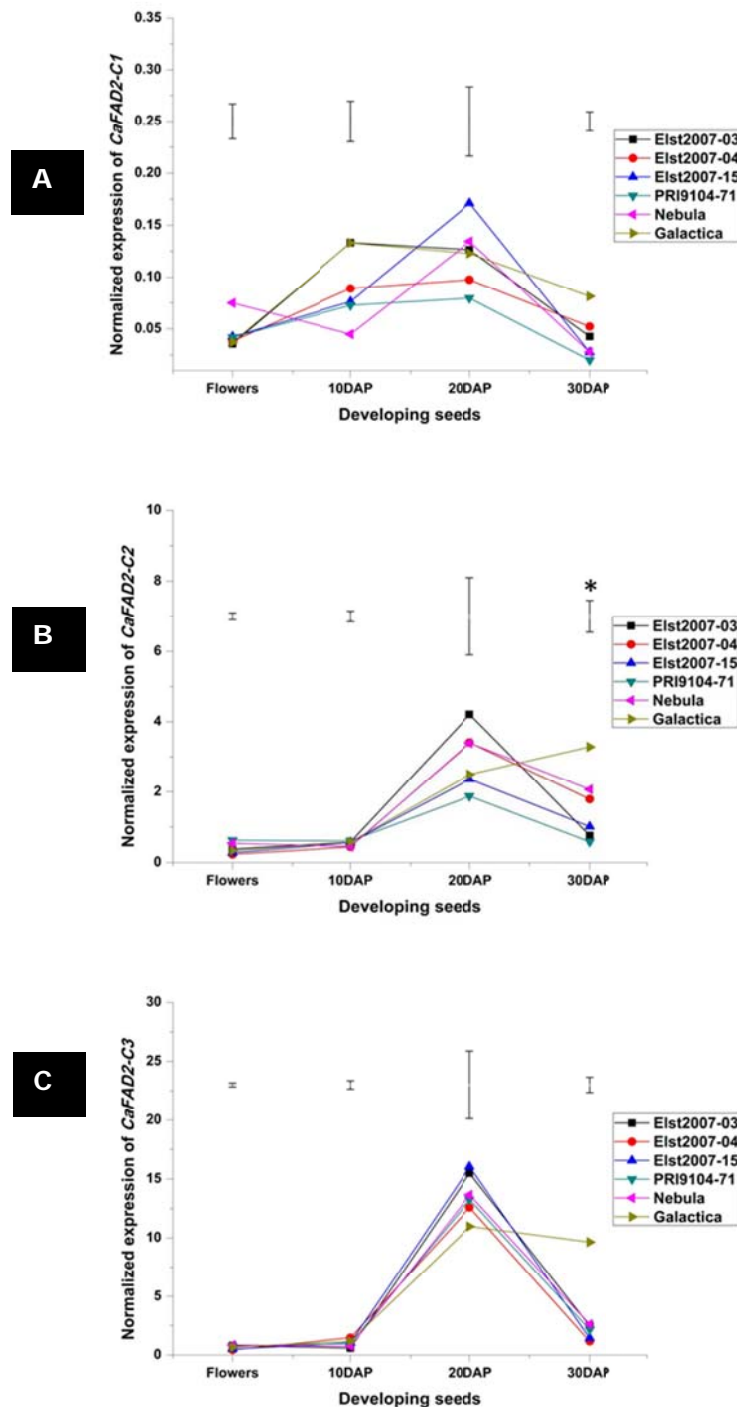 A
Normalized expression of CaFAD2-C1
0.35
0.30
0.25
0.20
0.15
0.10
0.05
Flowers 10DAP 20DAP 30DAP
Developing seeds
Elst2007-03
Elst2007-04
Elst2007-15
PRI9104-71
Nebula
Galactica
B
Normalized expression of CaFAD2-C2
10
8
6
4
2
0
*
Flowers 10DAP 20DAP 30DAP
Developing seeds
Elst2007-03
Elst2007-04
Elst2007-15
PRI9104-71
Nebula
Galactica
C
Normalized expression of CaFAD2-C3
30
25
20
15
10
5
0
Flowers 10DAP 20DAP 30DAP
Developing seeds
Elst2007-03
Elst2007-04
Elst2007-15
PRI9104-71
Nebula
Galactica